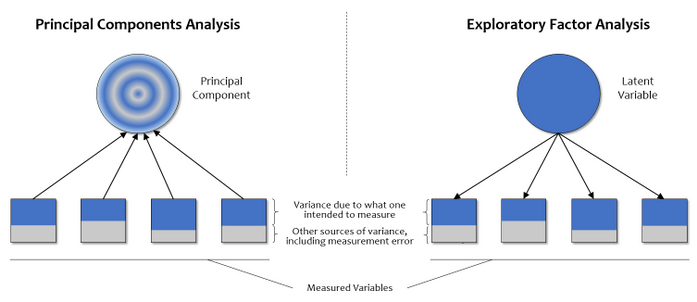 Principal Components Analysis
Exploratory Factor Analysis
Principal
Component
Latent
Variable
Variance due to what one
intended to measure
Other sources of variance,
including measurement error
Measured Variables